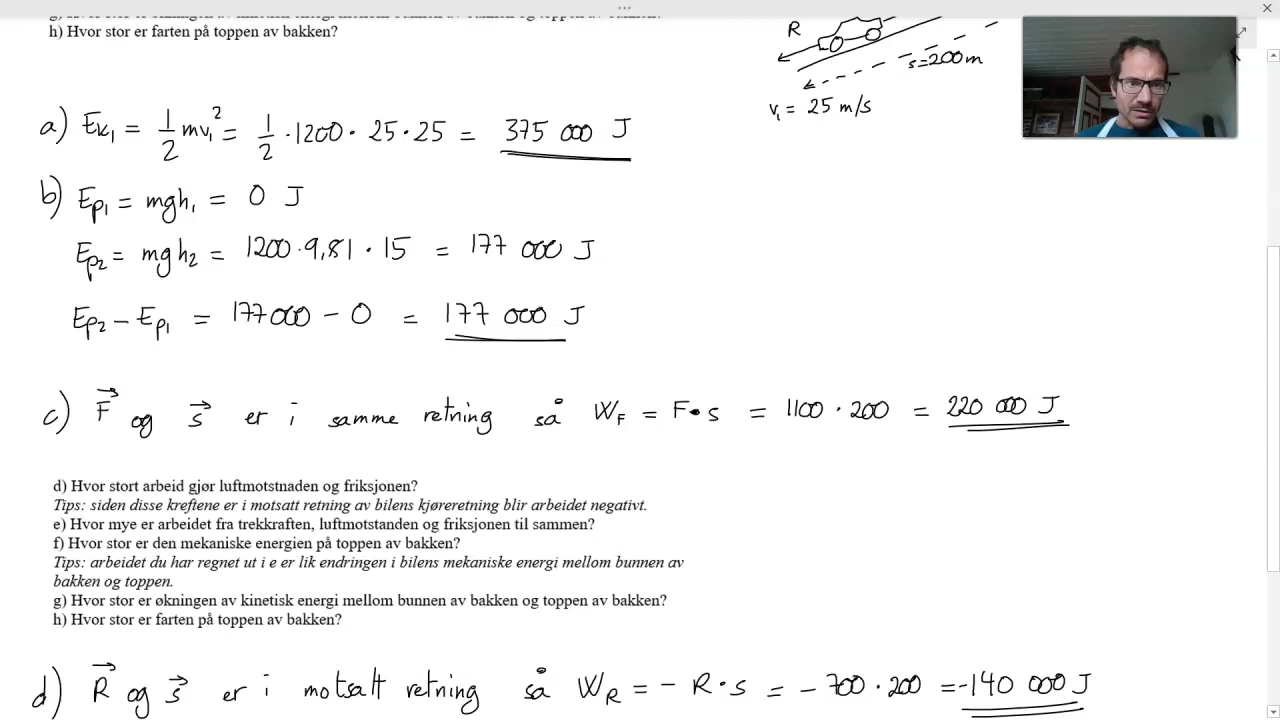 h) Hvor stor er farten på toppen av bakken?
R
s=200m
v₁ = 25 m/s
a) Eₖ₁ = 1/2 mv₁² = 1/2 · 1200 · 25 · 25 = 375 000 J
b) Eₚ₁ = mgh₁ = 0 J
Eₚ₂ = mgh₂ = 1200 · 9,81 · 15 = 177 000 J
Eₚ₂ − Eₚ₁ = 177000 − 0 = 177 000 J
c) F⃗ og s⃗ er i samme retning så W_F = F · s = 1100 · 200 = 220 000 J
d) Hvor stort arbeid gjør luftmotstnaden og friksjonen?
Tips: siden disse kreftene er i motsatt retning av bilens kjøreretning blir arbeidet negativt.
e) Hvor mye er arbeidet fra trekkraften, luftmotstanden og friksjonen til sammen?
f) Hvor stor er den mekaniske energien på toppen av bakken?
Tips: arbeidet du har regnet ut i e er lik endringen i bilens mekaniske energi mellom bunnen av
bakken og toppen.
g) Hvor stor er økningen av kinetisk energi mellom bunnen av bakken og toppen av bakken?
h) Hvor stor er farten på toppen av bakken?
d) R⃗ og s⃗ er i motsatt retning så W_R = − R · s = − 700 · 200 = −140 000 J